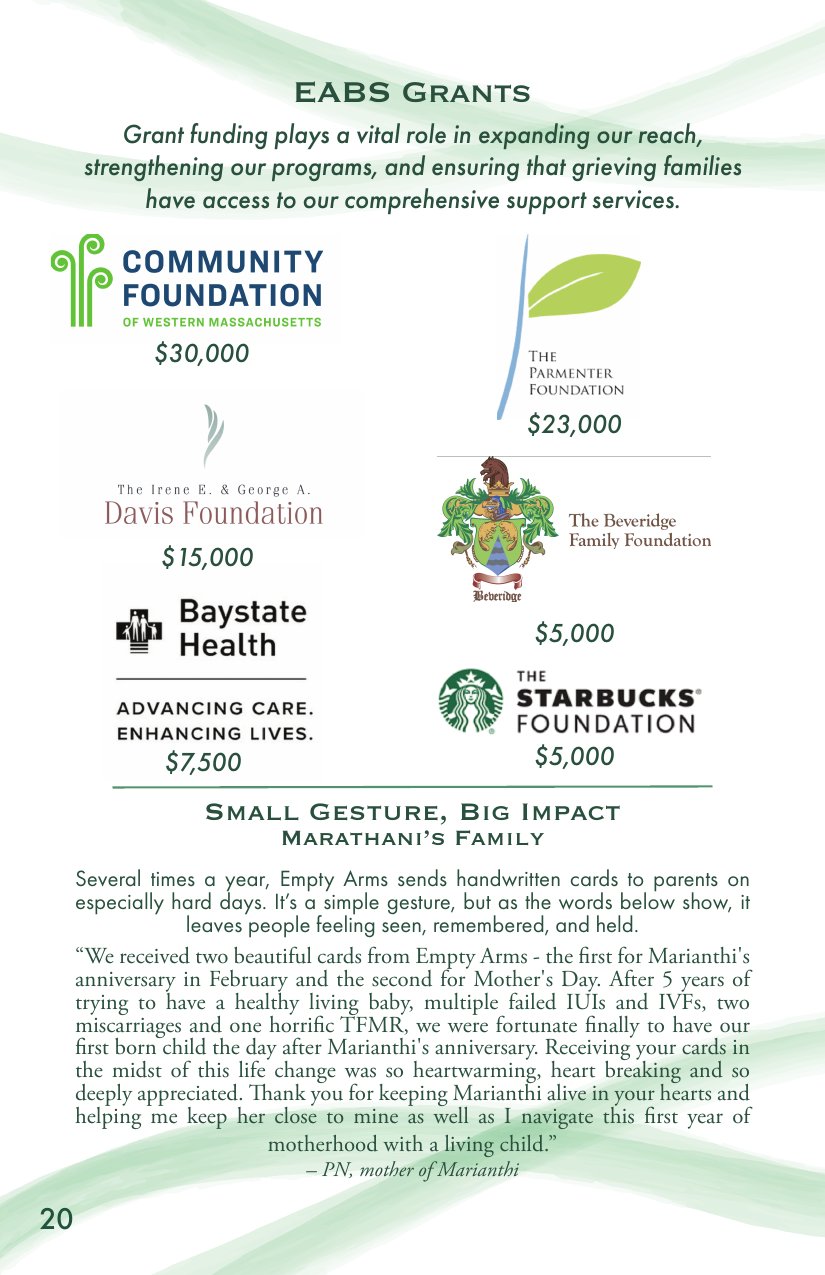 EABS Grants
Grant funding plays a vital role in expanding our reach,
strengthening our programs, and ensuring that grieving families
have access to our comprehensive support services.
COMMUNITY
FOUNDATION
OF WESTERN MASSACHUSETTS
$30,000
THE
PARMENTER
FOUNDATION
$23,000
The Irene E. & George A.
Davis Foundation
$15,000
The Beveridge
Family Foundation
Beveridge
$5,000
Baystate
Health
ADVANCING CARE.
ENHANCING LIVES.
$7,500
THE
STARBUCKS®
FOUNDATION
$5,000
Small Gesture, Big Impact
Marathani’s Family
Several times a year, Empty Arms sends handwritten cards to parents on
especially hard days. It’s a simple gesture, but as the words below show, it
leaves people feeling seen, remembered, and held.
“We received two beautiful cards from Empty Arms - the first for Marianthi's
anniversary in February and the second for Mother's Day. After 5 years of
trying to have a healthy living baby, multiple failed IUIs and IVFs, two
miscarriages and one horrific TFMR, we were fortunate finally to have our
first born child the day after Marianthi's anniversary. Receiving your cards in
the midst of this life change was so heartwarming, heart breaking and so
deeply appreciated. Thank you for keeping Marianthi alive in your hearts and
helping me keep her close to mine as well as I navigate this first year of
motherhood with a living child.”
– PN, mother of Marianthi
20